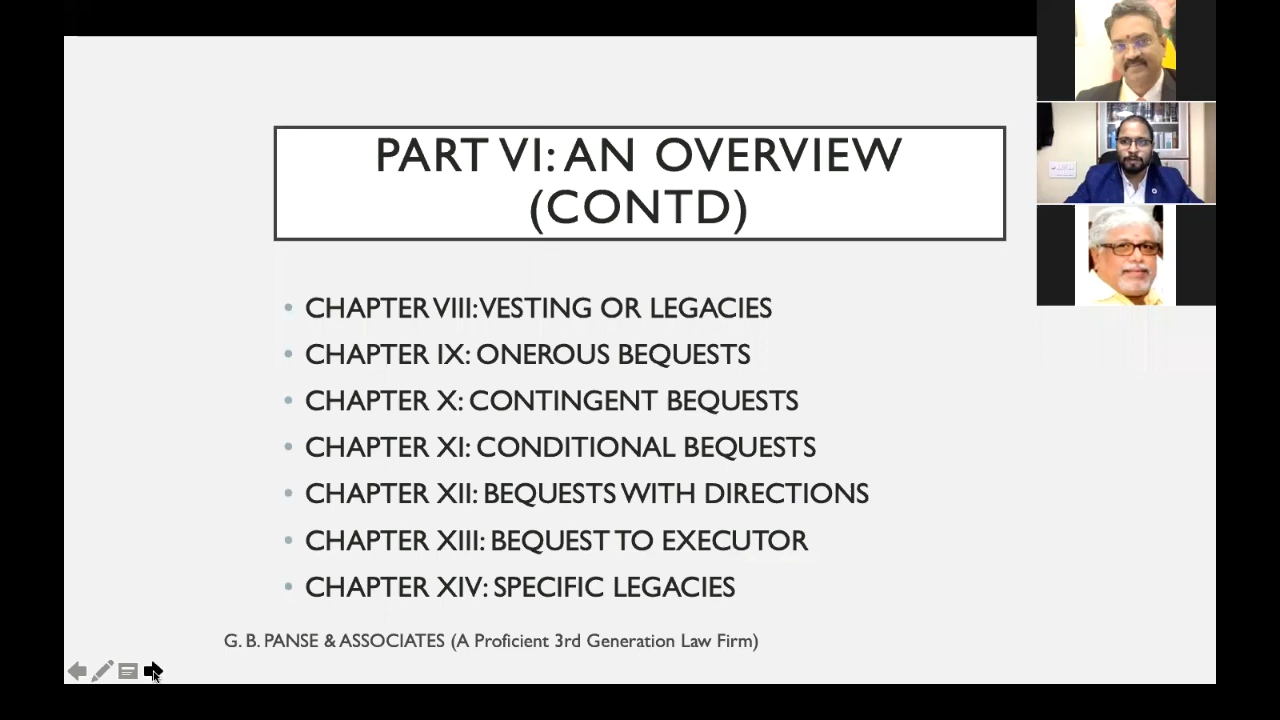 PART VI: AN OVERVIEW
(CONTD)
• CHAPTER VIII: VESTING OR LEGACIES
• CHAPTER IX: ONEROUS BEQUESTS
• CHAPTER X: CONTINGENT BEQUESTS
• CHAPTER XI: CONDITIONAL BEQUESTS
• CHAPTER XII: BEQUESTS WITH DIRECTIONS
• CHAPTER XIII: BEQUEST TO EXECUTOR
• CHAPTER XIV: SPECIFIC LEGACIES
G. B. PANSE & ASSOCIATES (A Proficient 3rd Generation Law Firm)